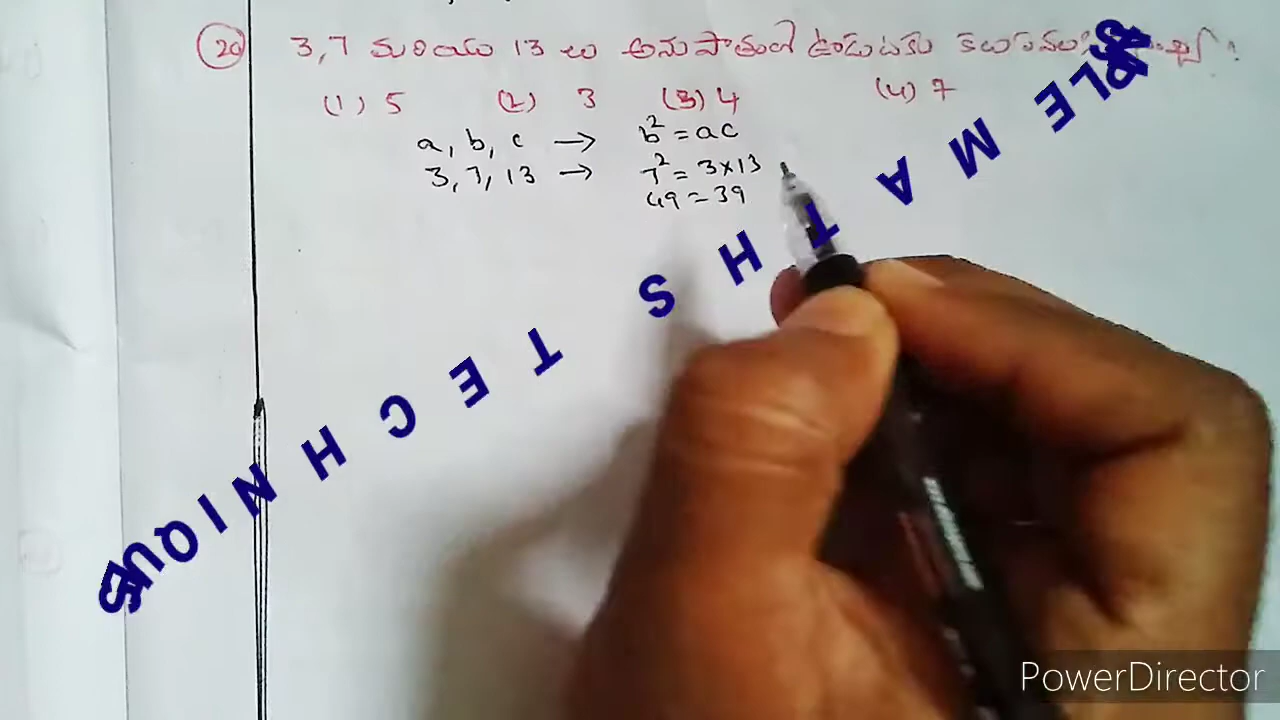 20 3,7 మరియు 13 లు అనుపాతంలో ఉండుటకు కలుపవలసిన
(1) 5 (2) 3 (3) 4 (4) 7
a, b, c → b² = ac
3, 7, 13 → 7² = 3×13
49 = 39
SIMPLE MATHS TECHNIQUES
PowerDirector